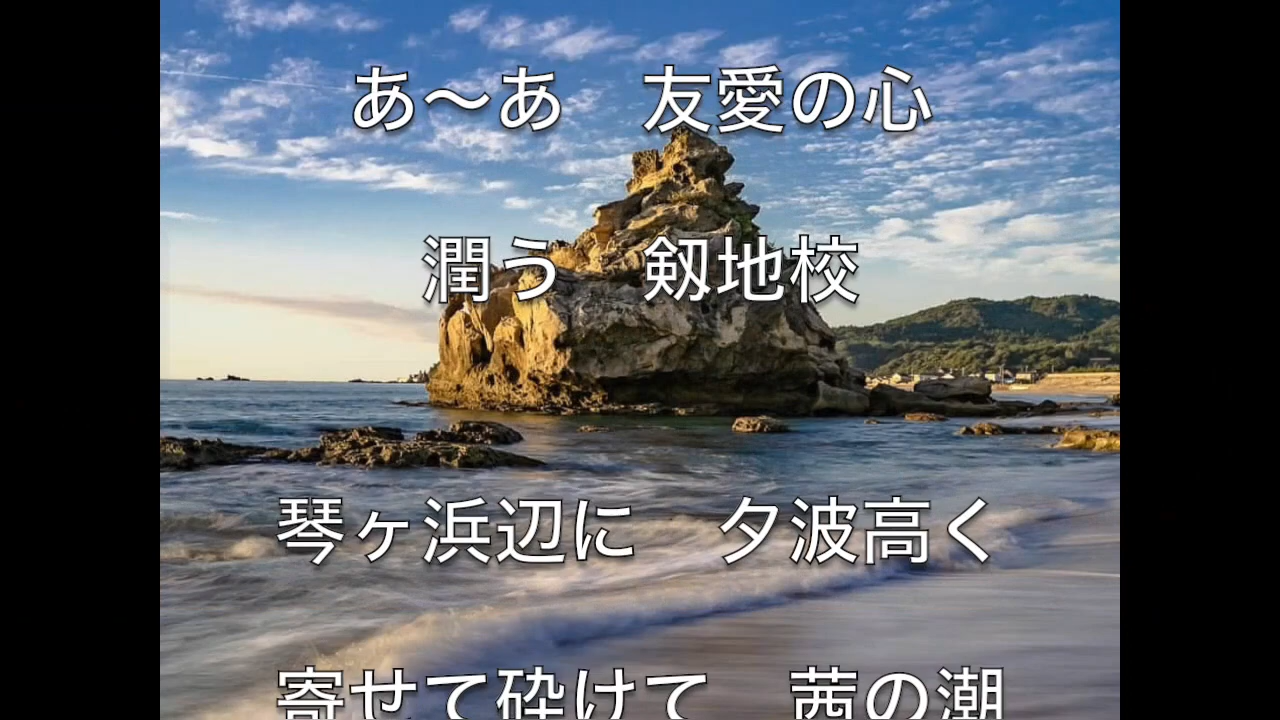 あ～あ　友愛の心
潤う　剱地校
琴ヶ浜辺に　夕波高く
寄せて砕けて　茜の潮